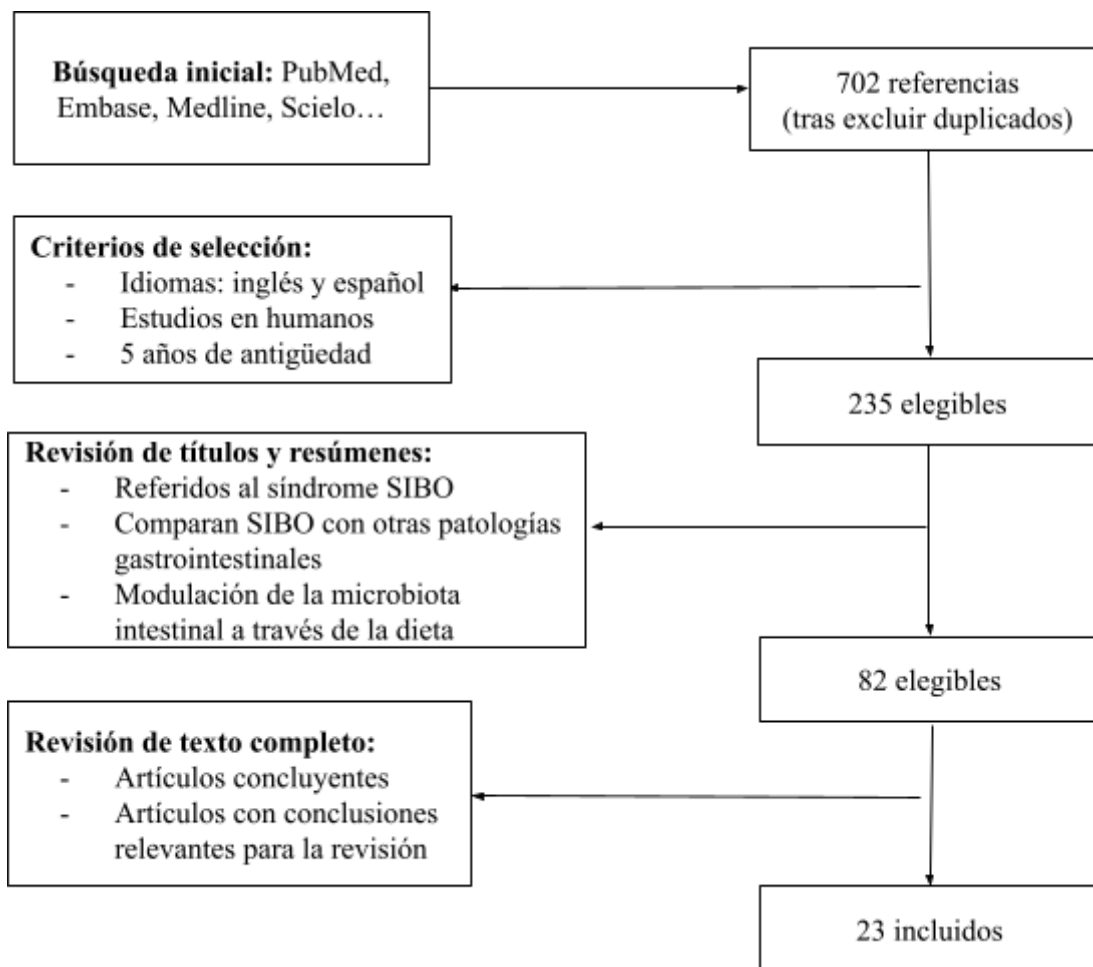 Búsqueda inicial: PubMed,
Embase, Medline, Scielo…
702 referencias
(tras excluir duplicados)
Criterios de selección:
- Idiomas: inglés y español
- Estudios en humanos
- 5 años de antigüedad
235 elegibles
Revisión de títulos y resúmenes:
- Referidos al síndrome SIBO
- Comparan SIBO con otras patologías
gastrointestinales
- Modulación de la microbiota
intestinal a través de la dieta
82 elegibles
Revisión de texto completo:
- Artículos concluyentes
- Artículos con conclusiones
relevantes para la revisión
23 incluidos